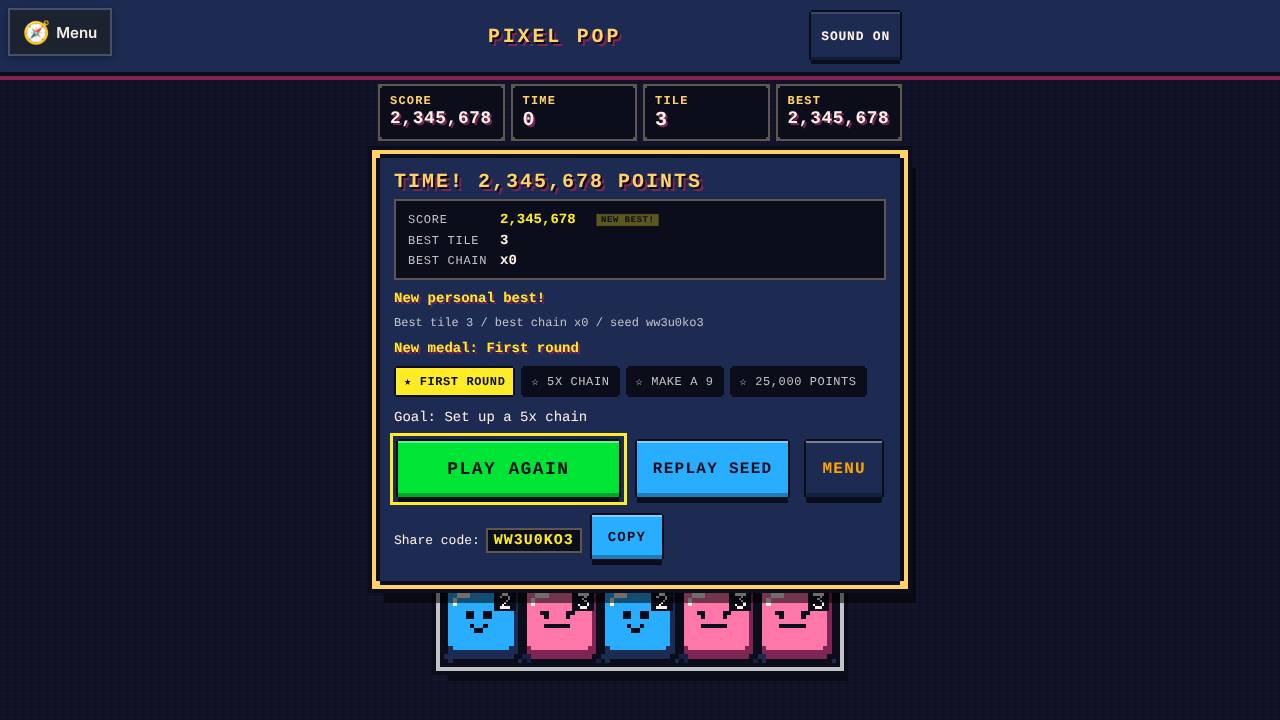 Menu
PIXEL POP
SOUND ON
SCORE
2,345,678
TIME
0
TILE
3
BEST
2,345,678
TIME! 2,345,678 POINTS
SCORE 2,345,678 NEW BEST!
BEST TILE 3
BEST CHAIN x0
New personal best!
Best tile 3 / best chain x0 / seed ww3u0ko3
New medal: First round
★ FIRST ROUND ☆ 5X CHAIN ☆ MAKE A 9 ☆ 25,000 POINTS
Goal: Set up a 5x chain
PLAY AGAIN REPLAY SEED MENU
Share code: WW3U0KO3 COPY
2 3 2 3 3